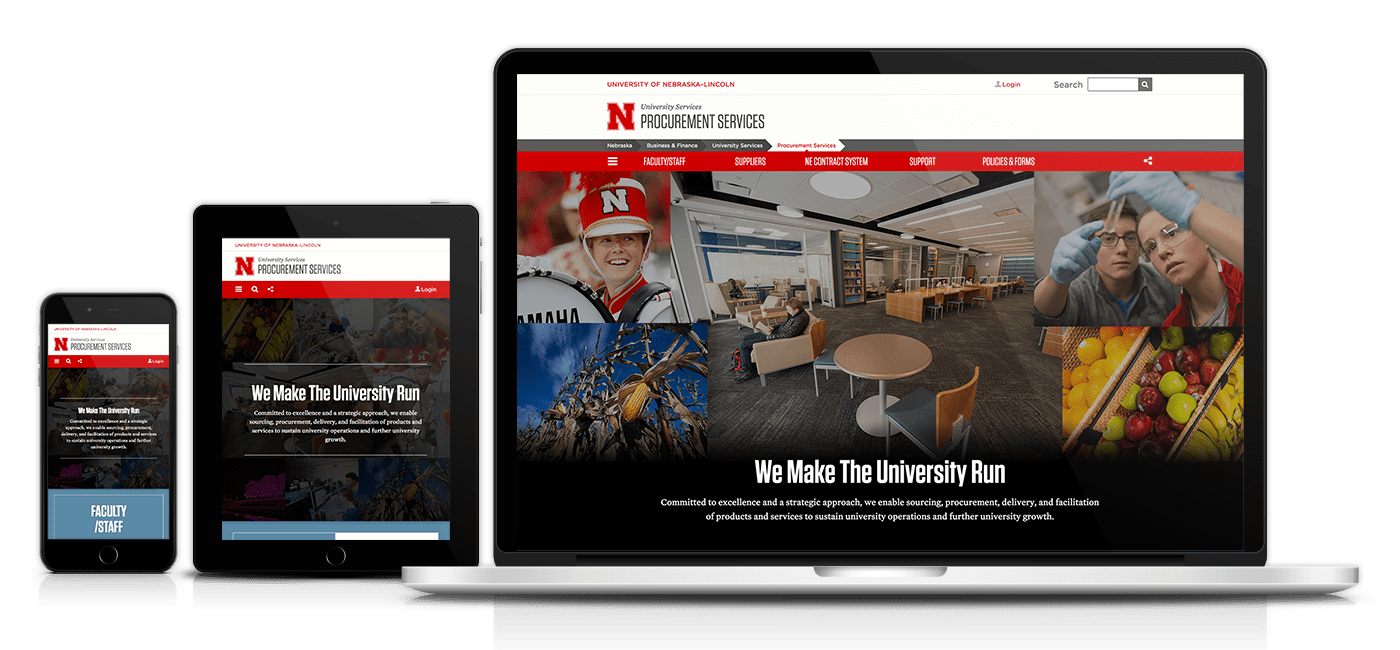 UNIVERSITY OF NEBRASKA-LINCOLN
N University Services
PROCUREMENT SERVICES
Login
FACULTY
/STAFF
We Make The University Run
Committed to excellence and a strategic
approach, we enable sourcing, procurement,
delivery, and facilitation of products and services
to sustain university operations and further
university growth.
UNIVERSITY OF NEBRASKA-LINCOLN
N University Services
PROCUREMENT SERVICES
Login
We Make The University Run
Committed to excellence and a strategic approach, we enable
sourcing, procurement, delivery, and facilitation of products and
services to sustain university operations and further university
growth.
UNIVERSITY OF NEBRASKA-LINCOLN
Login
Search
N University Services
PROCUREMENT SERVICES
Nebraska Business & Finance University Services Procurement Services
FACULTY/STAFF SUPPLIERS NE CONTRACT SYSTEM SUPPORT POLICIES & FORMS
N
AMAHA
We Make The University Run
Committed to excellence and a strategic approach, we enable sourcing, procurement, delivery, and facilitation
of products and services to sustain university operations and further university growth.